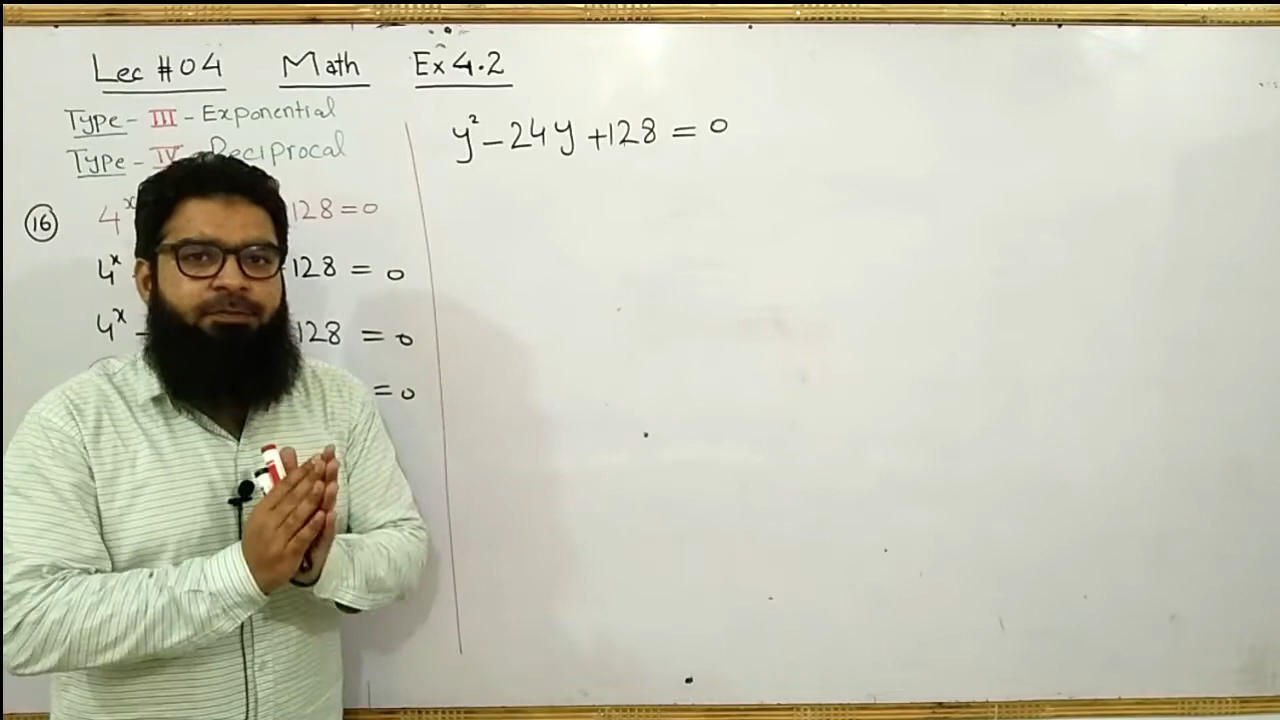 Lec #04 Math Ex 4.2
Type - III - Exponential
Type - IV - Reciprocal
16 4ˣ 128 = 0
4ˣ 128 = 0
4ˣ - 128 = 0
= 0
y² - 24y + 128 = 0